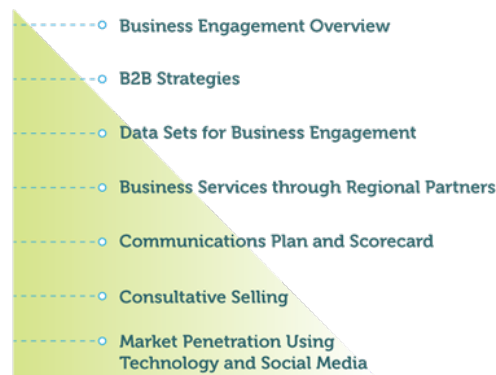 Business Engagement Overview
B2B Strategies
Data Sets for Business Engagement
Business Services through Regional Partners
Communications Plan and Scorecard
Consultative Selling
Market Penetration Using
Technology and Social Media